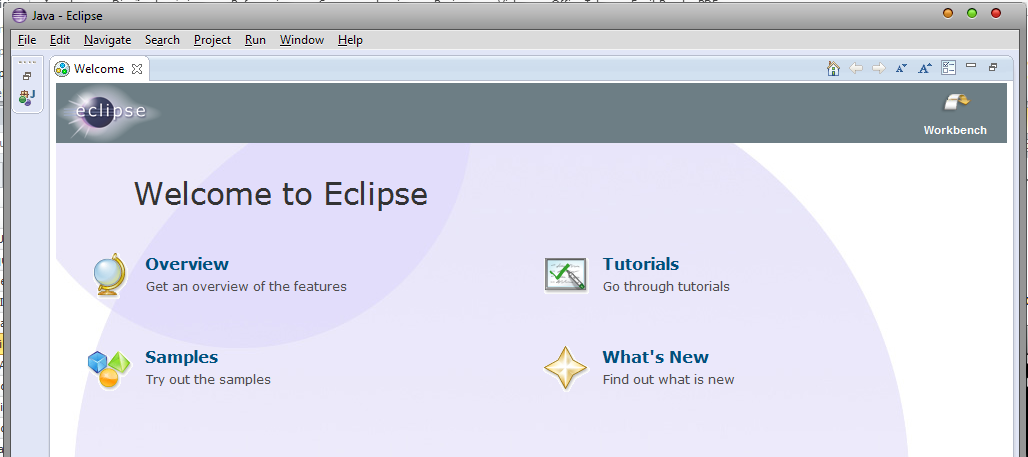 Java - Eclipse
File Edit Navigate Search Project Run Window Help
Welcome
eclipse
Workbench
Welcome to Eclipse
Overview
Get an overview of the features
Tutorials
Go through tutorials
Samples
Try out the samples
What's New
Find out what is new